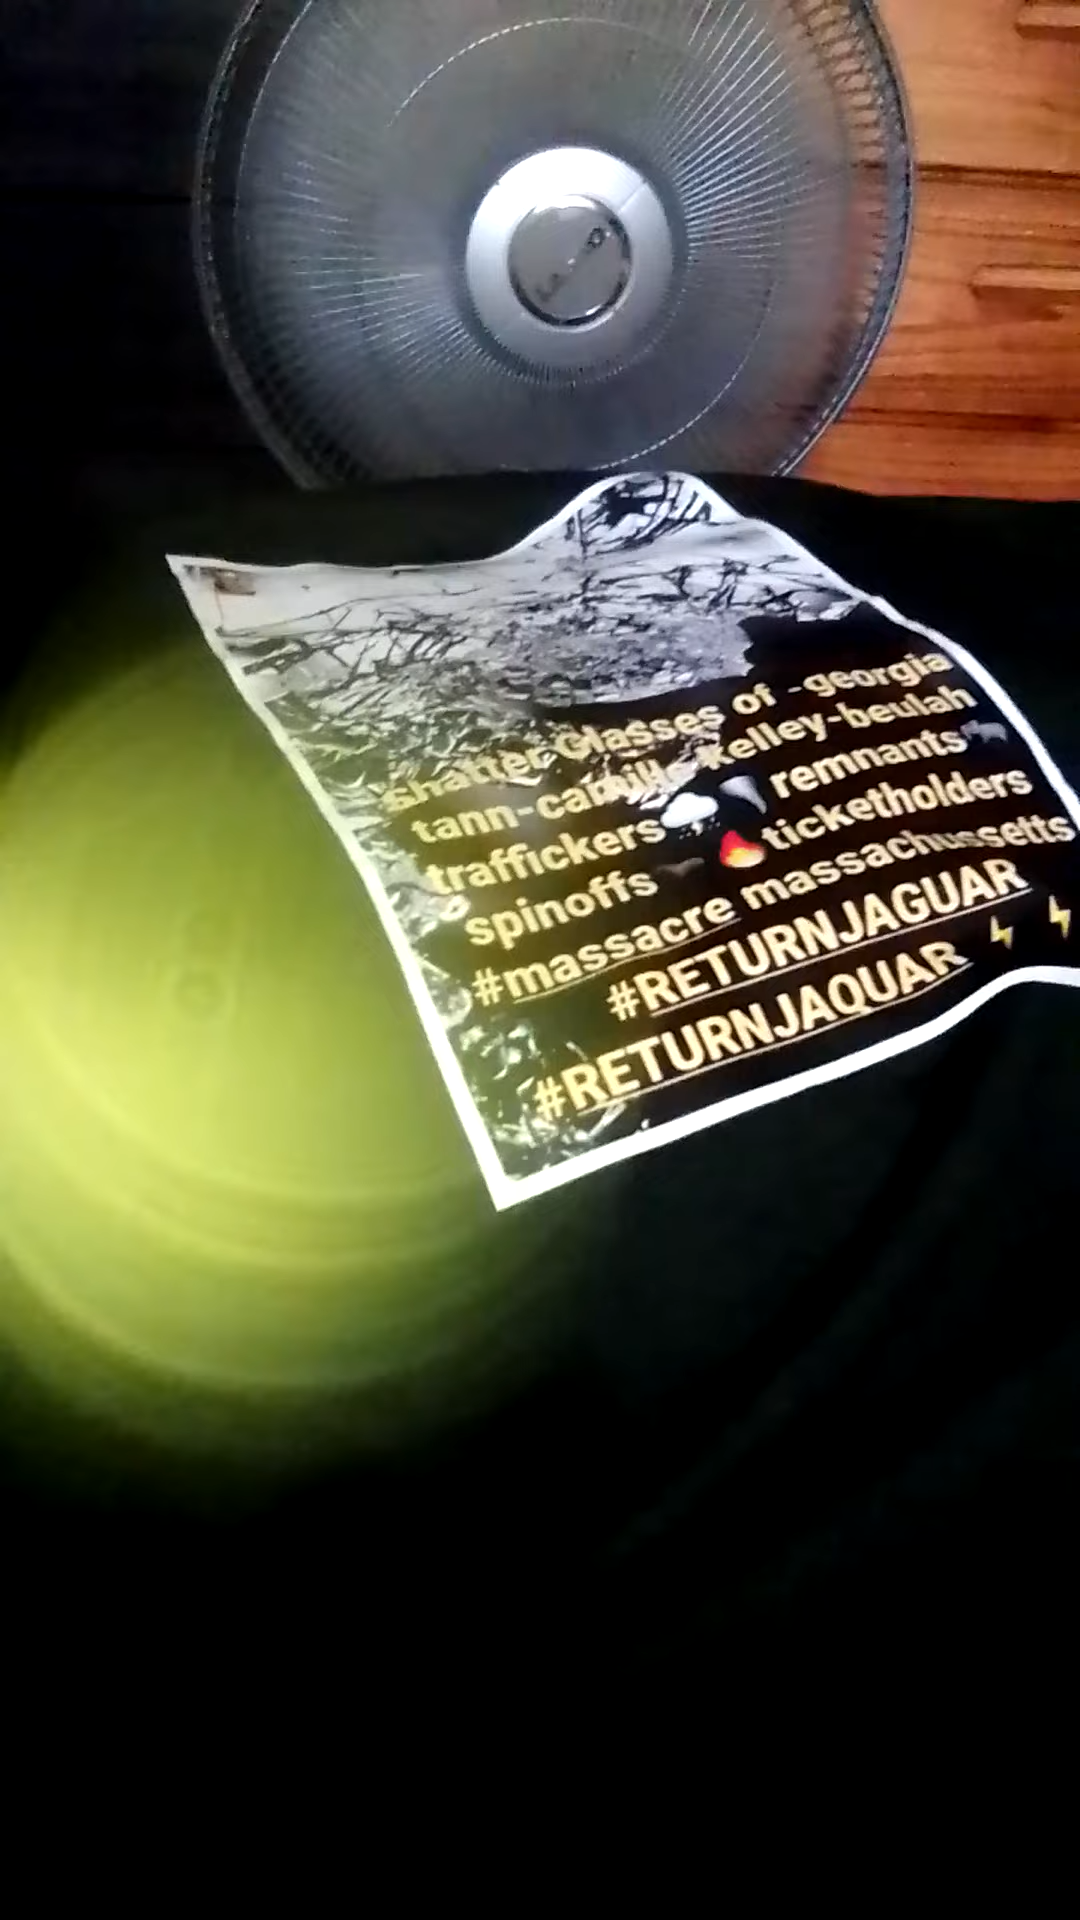 shatter Glasses of -georgia
tann-camille Kelley-beulah
traffickers🌨️🌪️ remnants
spinoffs 🔥ticketholders
#massacre massachussetts
#RETURNJAGUAR
#RETURNJAQUAR⚡⚡